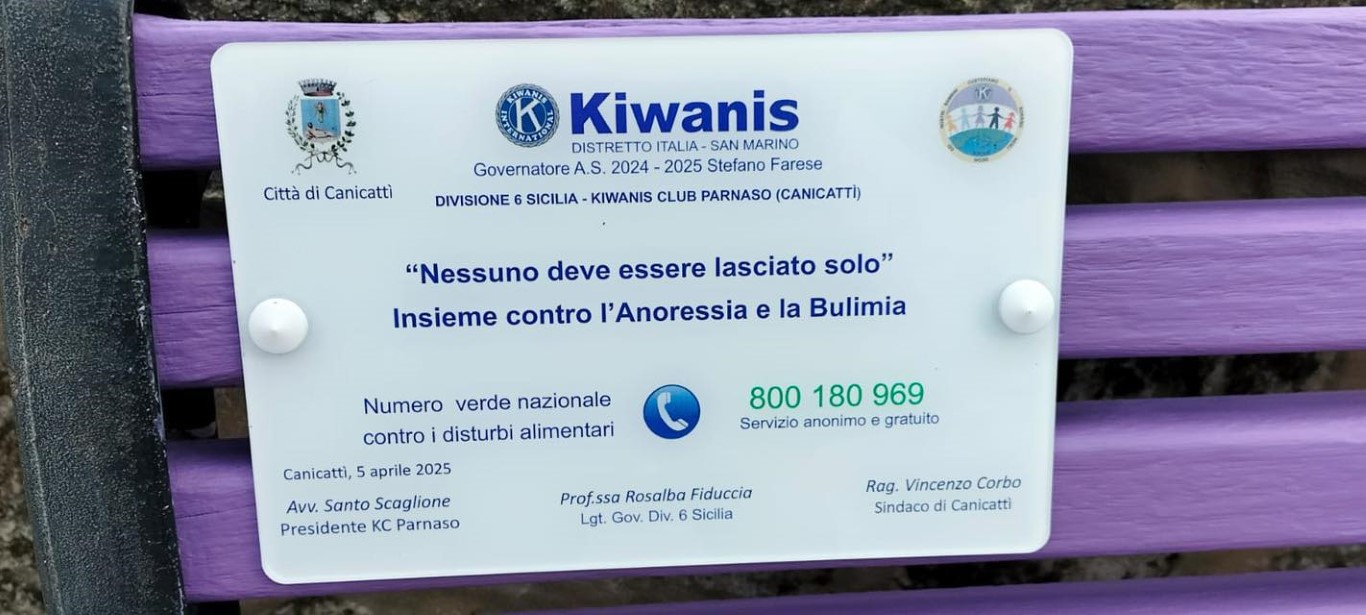 KIWANIS INTERNATIONAL
Kiwanis
DISTRETTO ITALIA - SAN MARINO
Governatore A.S. 2024 - 2025 Stefano Farese
Città di Canicattì
DIVISIONE 6 SICILIA - KIWANIS CLUB PARNASO (CANICATTÌ)
“Nessuno deve essere lasciato solo”
Insieme contro l’Anoressia e la Bulimia
Numero verde nazionale
contro i disturbi alimentari
800 180 969
Servizio anonimo e gratuito
Canicattì, 5 aprile 2025
Avv. Santo Scaglione
Presidente KC Parnaso
Prof.ssa Rosalba Fiduccia
Lgt. Gov. Div. 6 Sicilia
Rag. Vincenzo Corbo
Sindaco di Canicattì